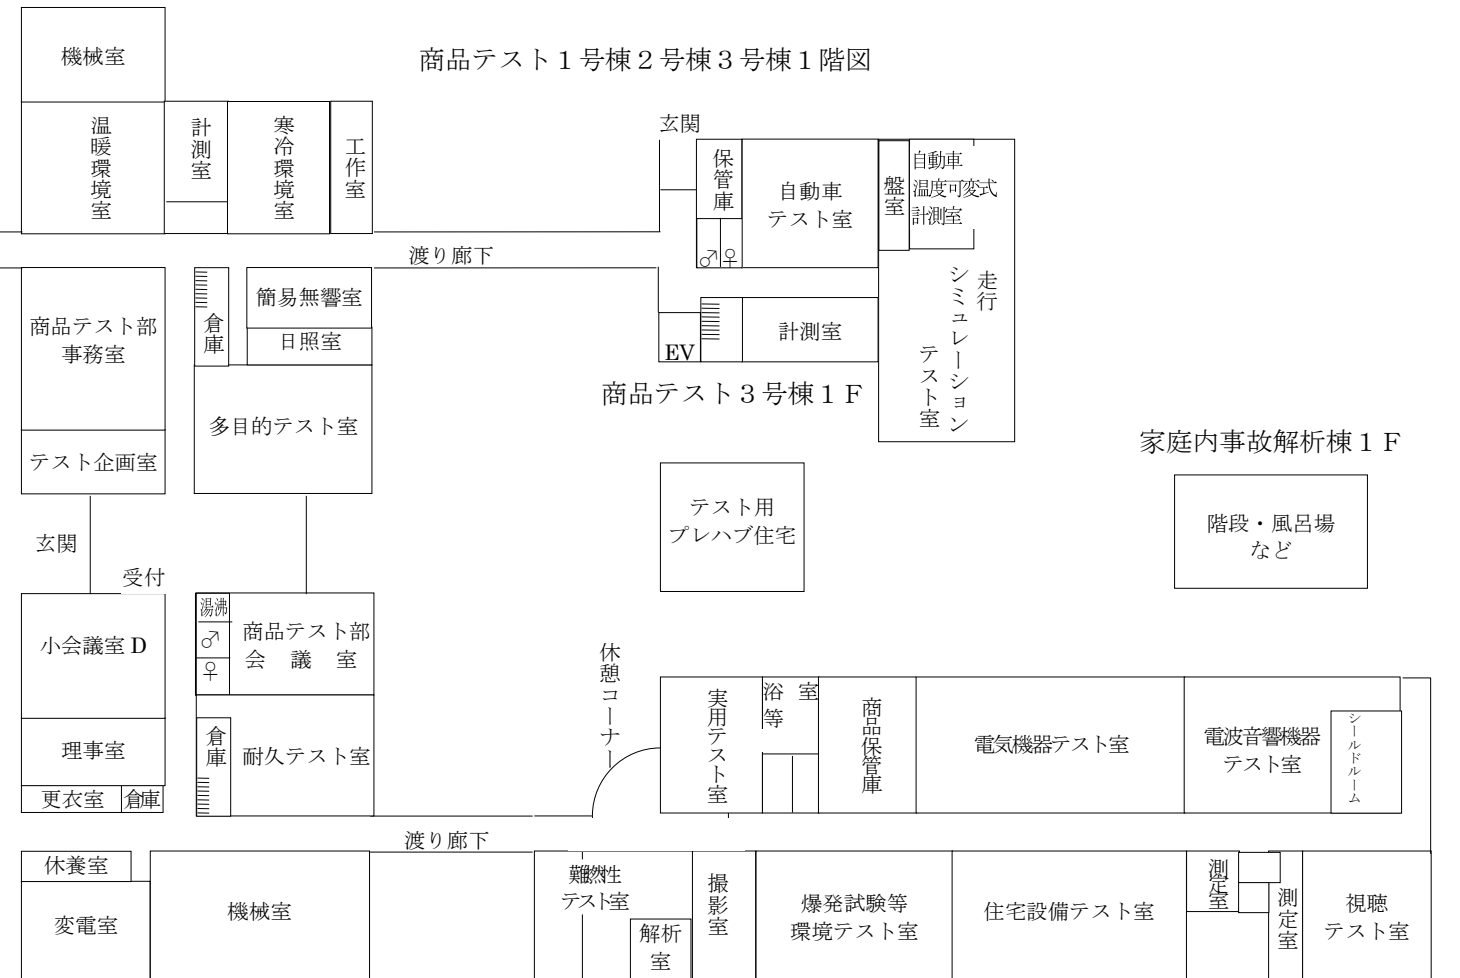 商品テスト１号棟２号棟３号棟１階図
機械室
温暖環境室
計測室
寒冷環境室
工作室
玄関
保管庫
♂
♀
自動車
テスト室
盤室
自動車
温度可変式
計測室
走行
シミュレーション
テスト室
渡り廊下
商品テスト部
事務室
テスト企画室
倉庫
簡易無響室
日照室
多目的テスト室
EV
計測室
商品テスト３号棟１Ｆ
家庭内事故解析棟１Ｆ
階段・風呂場
など
テスト用
プレハブ住宅
玄関
受付
小会議室 D
理事室
更衣室
倉庫
湯沸
♂
♀
商品テスト部
会議室
倉庫
耐久テスト室
休憩コーナー
実用テスト室
浴室
等
商品保管庫
電気機器テスト室
電波音響機器
テスト室
シールドルーム
渡り廊下
休養室
変電室
機械室
難燃性
テスト室
解析
室
撮影室
爆発試験等
環境テスト室
住宅設備テスト室
測定室
測定室
視聴
テスト室